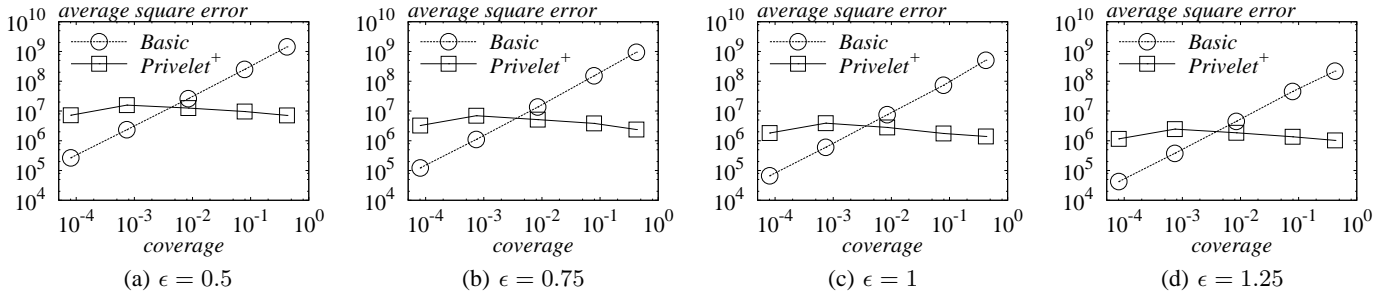 average square error
10^10
10^9
10^8
10^7
10^6
10^5
10^4
Basic
Privelet^+
10^-4 10^-3 10^-2 10^-1 10^0
coverage
(a) ϵ = 0.5
average square error
10^10
10^9
10^8
10^7
10^6
10^5
10^4
Basic
Privelet^+
10^-4 10^-3 10^-2 10^-1 10^0
coverage
(b) ϵ = 0.75
average square error
10^10
10^9
10^8
10^7
10^6
10^5
10^4
Basic
Privelet^+
10^-4 10^-3 10^-2 10^-1 10^0
coverage
(c) ϵ = 1
average square error
10^10
10^9
10^8
10^7
10^6
10^5
10^4
Basic
Privelet^+
10^-4 10^-3 10^-2 10^-1 10^0
coverage
(d) ϵ = 1.25